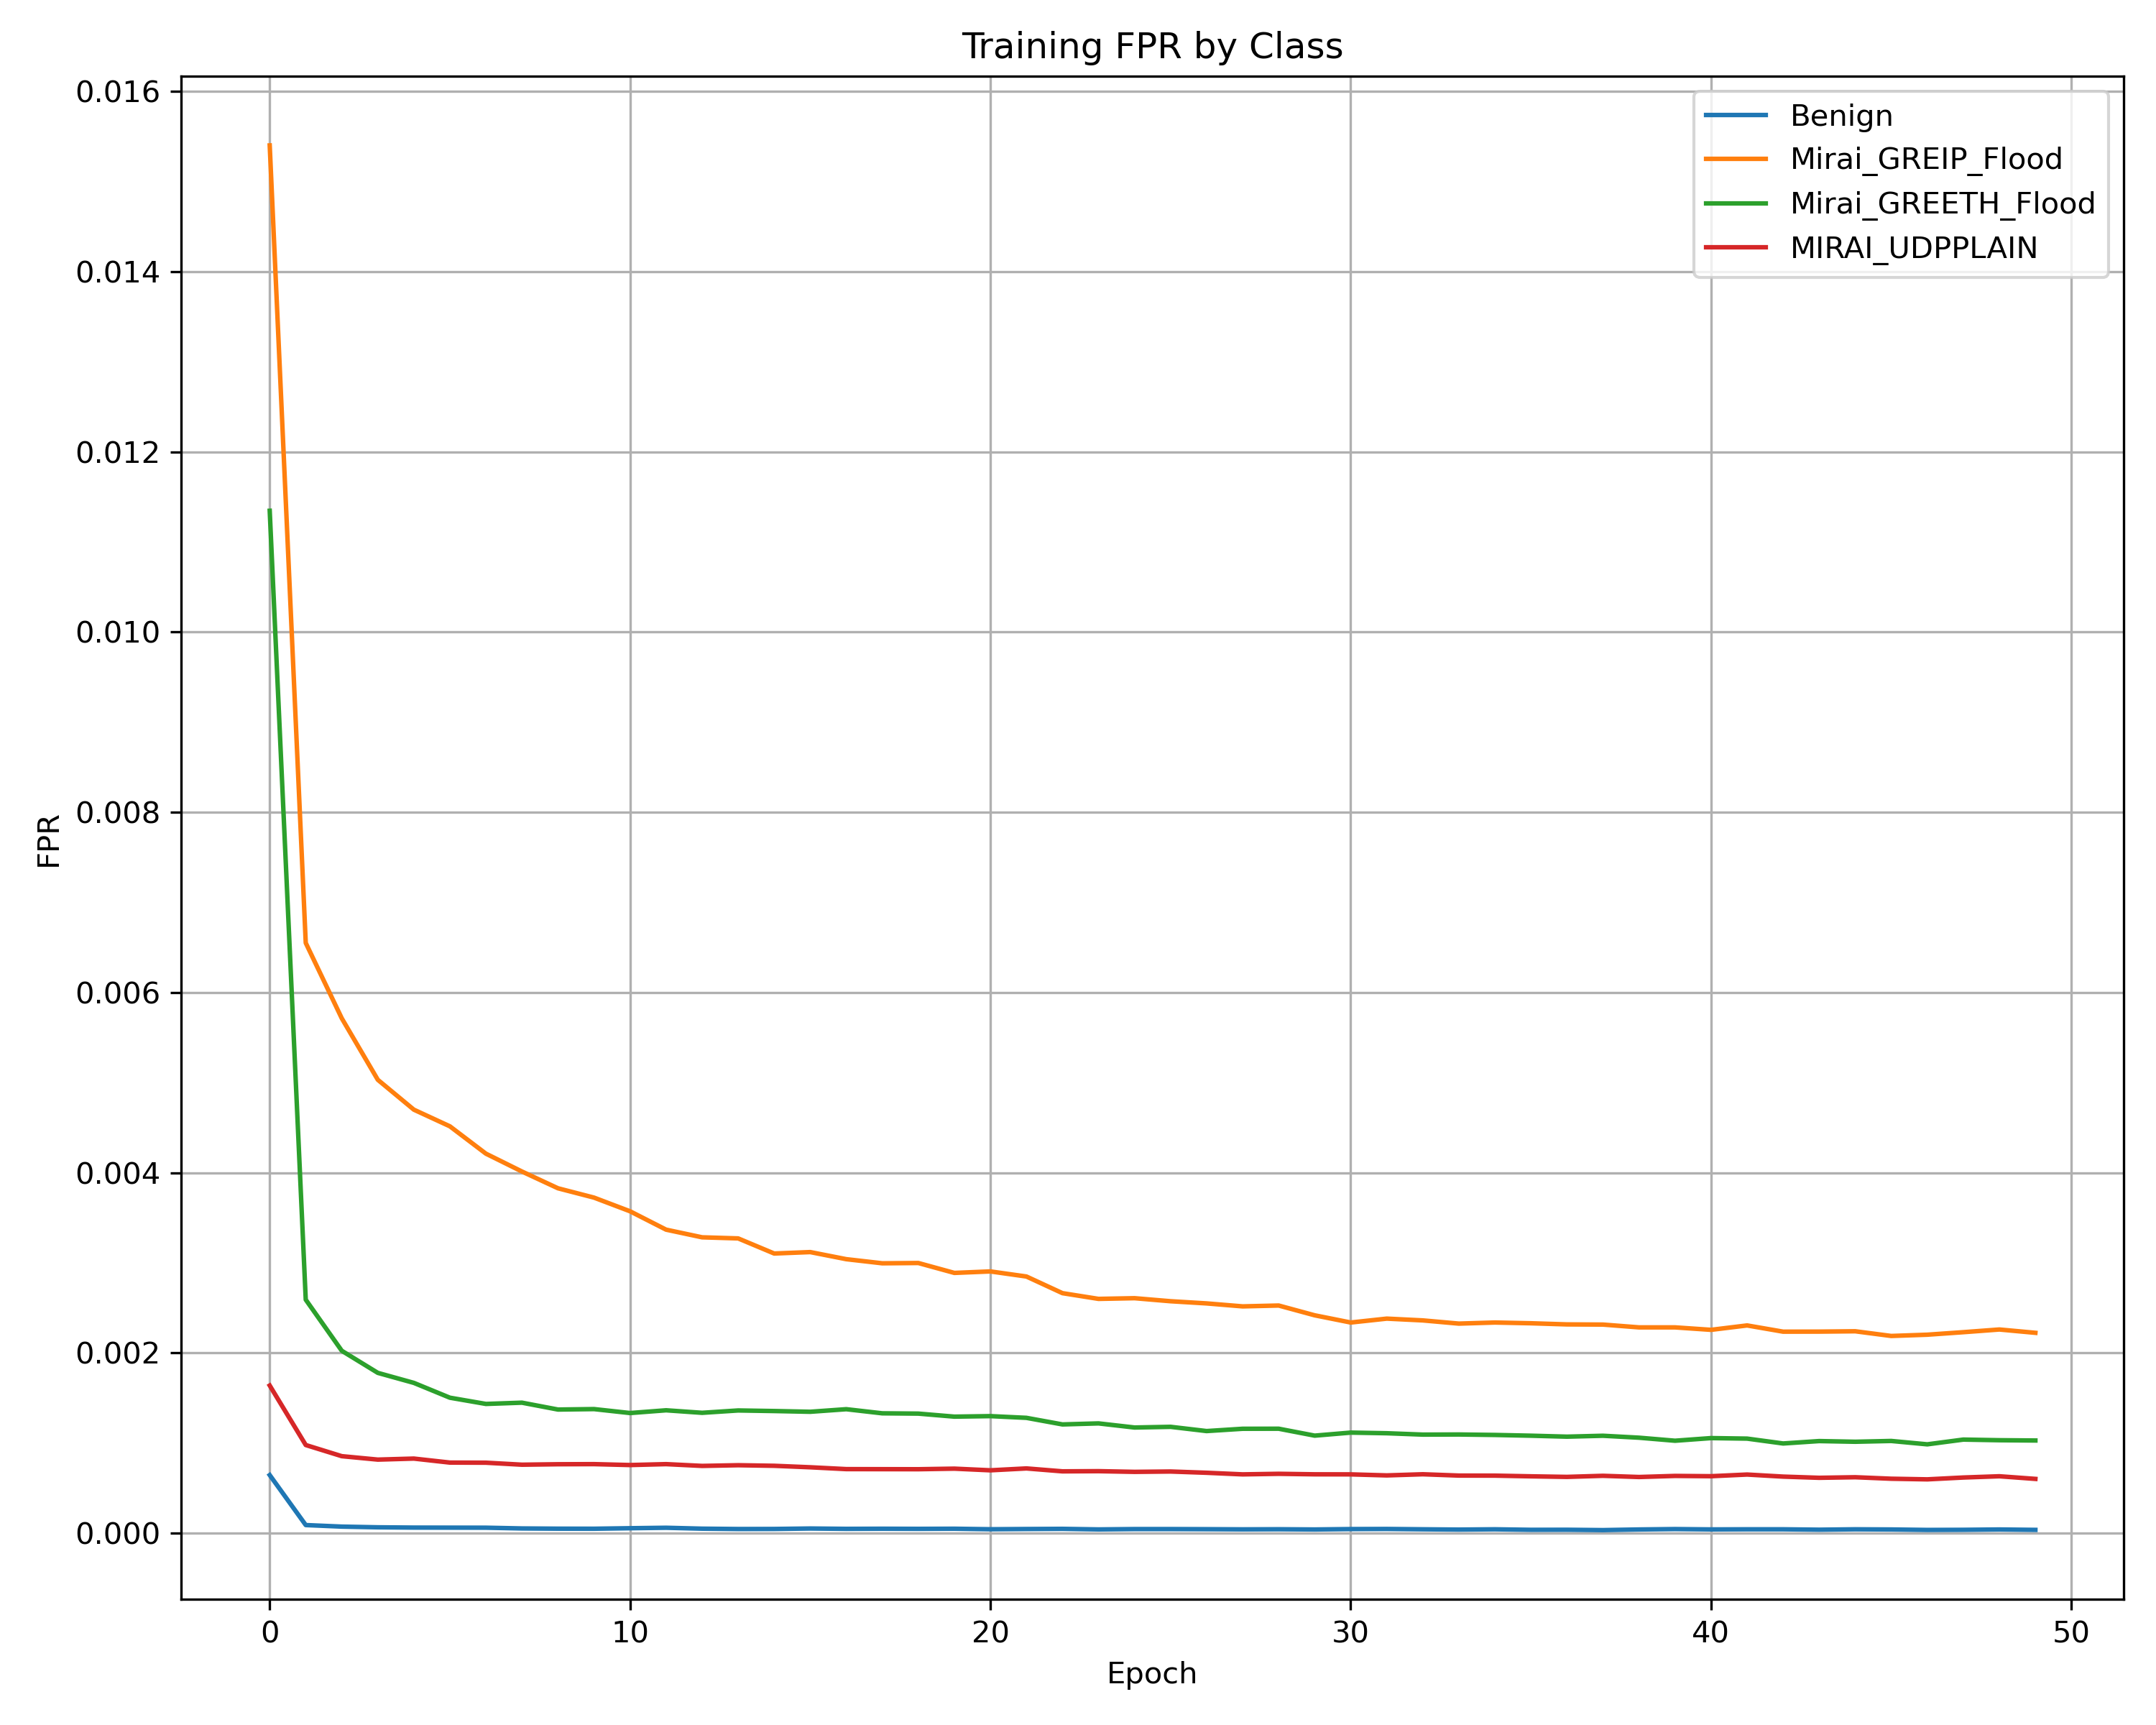 Training FPR by Class
0.016
0.014
0.012
0.010
0.008
0.006
0.004
0.002
0.000
FPR
Benign
Mirai_GREIP_Flood
Mirai_GREETH_Flood
MIRAI_UDPPLAIN
0 10 20 30 40 50
Epoch